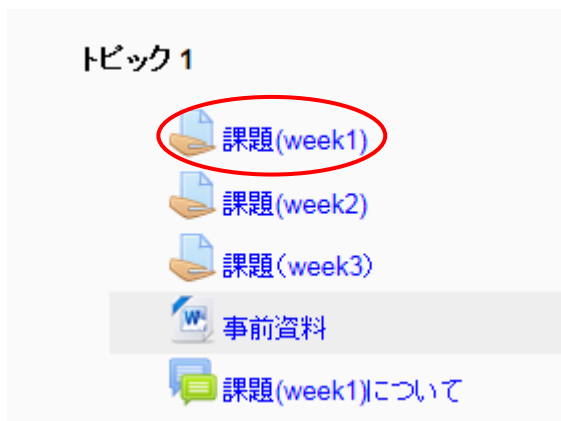 トピック 1
課題(week1)
課題(week2)
課題（week3）
W
事前資料
課題(week1)について